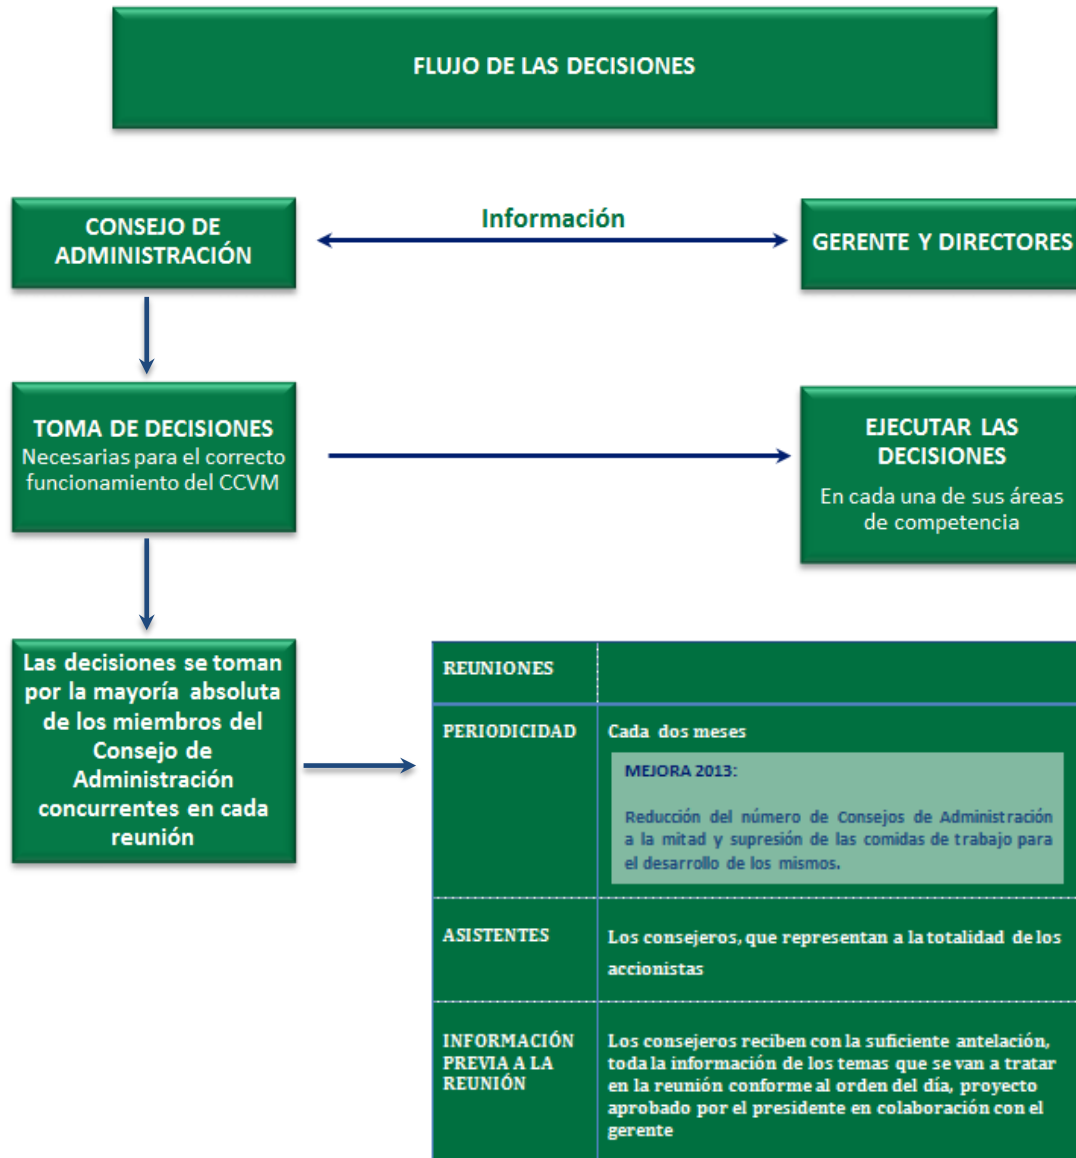 FLUJO DE LAS DECISIONES
CONSEJO DE
ADMINISTRACIÓN
Información
GERENTE Y DIRECTORES
TOMA DE DECISIONES
Necesarias para el correcto
funcionamiento del CCVM
EJECUTAR LAS
DECISIONES
En cada una de sus áreas
de competencia
Las decisiones se toman
por la mayoría absoluta
de los miembros del
Consejo de
Administración
concurrentes en cada
reunión
REUNIONES
PERIODICIDAD
Cada dos meses
MEJORA 2013:
Reducción del número de Consejos de Administración
a la mitad y supresión de las comidas de trabajo para
el desarrollo de los mismos.
ASISTENTES
Los consejeros, que representan a la totalidad de los
accionistas
INFORMACIÓN
PREVIA A LA
REUNIÓN
Los consejeros reciben con la suficiente antelación,
toda la información de los temas que se van a tratar
en la reunión conforme al orden del día, proyecto
aprobado por el presidente en colaboración con el
gerente